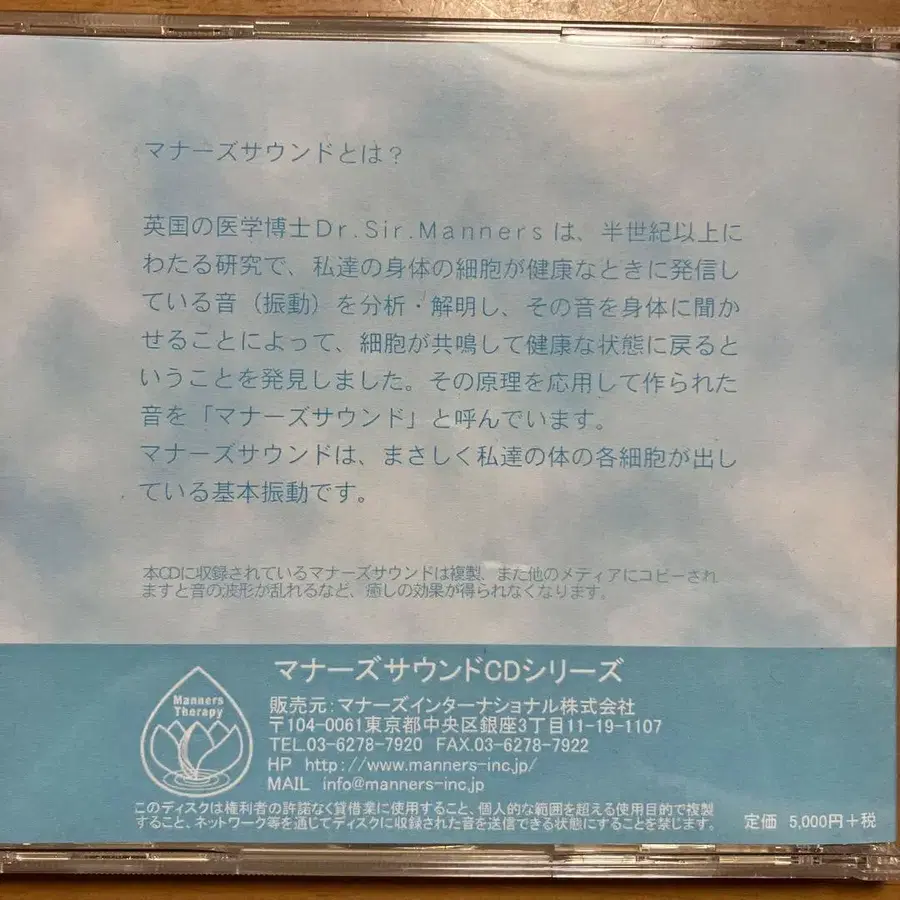 マナーズサウンドとは？
英国の医学博士Dr.Sir.Manners は、半世紀以上に
わたる研究で、私達の身体の細胞が健康なときに発信し
ている音（振動）を分析・解明し、その音を身体に聞か
せることによって、細胞が共鳴して健康な状態に戻ると
いうことを発見しました。その原理を応用して作られた
音を「マナーズサウンド」と呼んでいます。
マナーズサウンドは、まさしく私達の体の各細胞が出し
ている基本振動です。
本CDに収録されているマナーズサウンドは複製、また他のメディアにコピーされ
ますと音の波形が乱れるなど、癒しの効果が得られなくなります。
Manners
Therapy
マナーズサウンドCDシリーズ
販売元：マナーズインターナショナル株式会社
〒104-0061東京都中央区銀座3丁目11-19-1107
TEL.03-6278-7920 FAX.03-6278-7922
HP http://www.manners-inc.jp/
MAIL info@manners-inc.jp
このディスクは権利者の許諾なく賃借業に使用すること、個人的な範囲を超える使用目的で複製
すること、ネットワーク等を通じてディスクに収録された音を送信できる状態にすることを禁じます。
定価 5,000円＋税